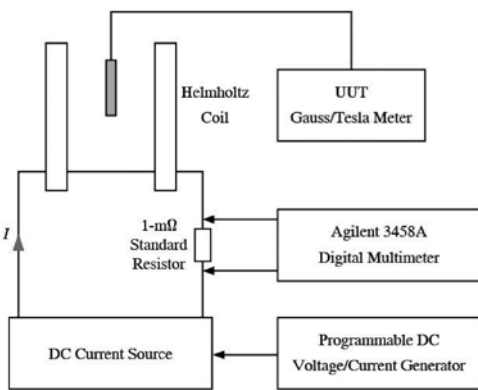 UUT
Gauss/Tesla Meter
Helmholtz
Coil
I
1-mΩ
Standard
Resistor
Agilent 3458A
Digital Multimeter
DC Current Source
Programmable DC
Voltage/Current Generator